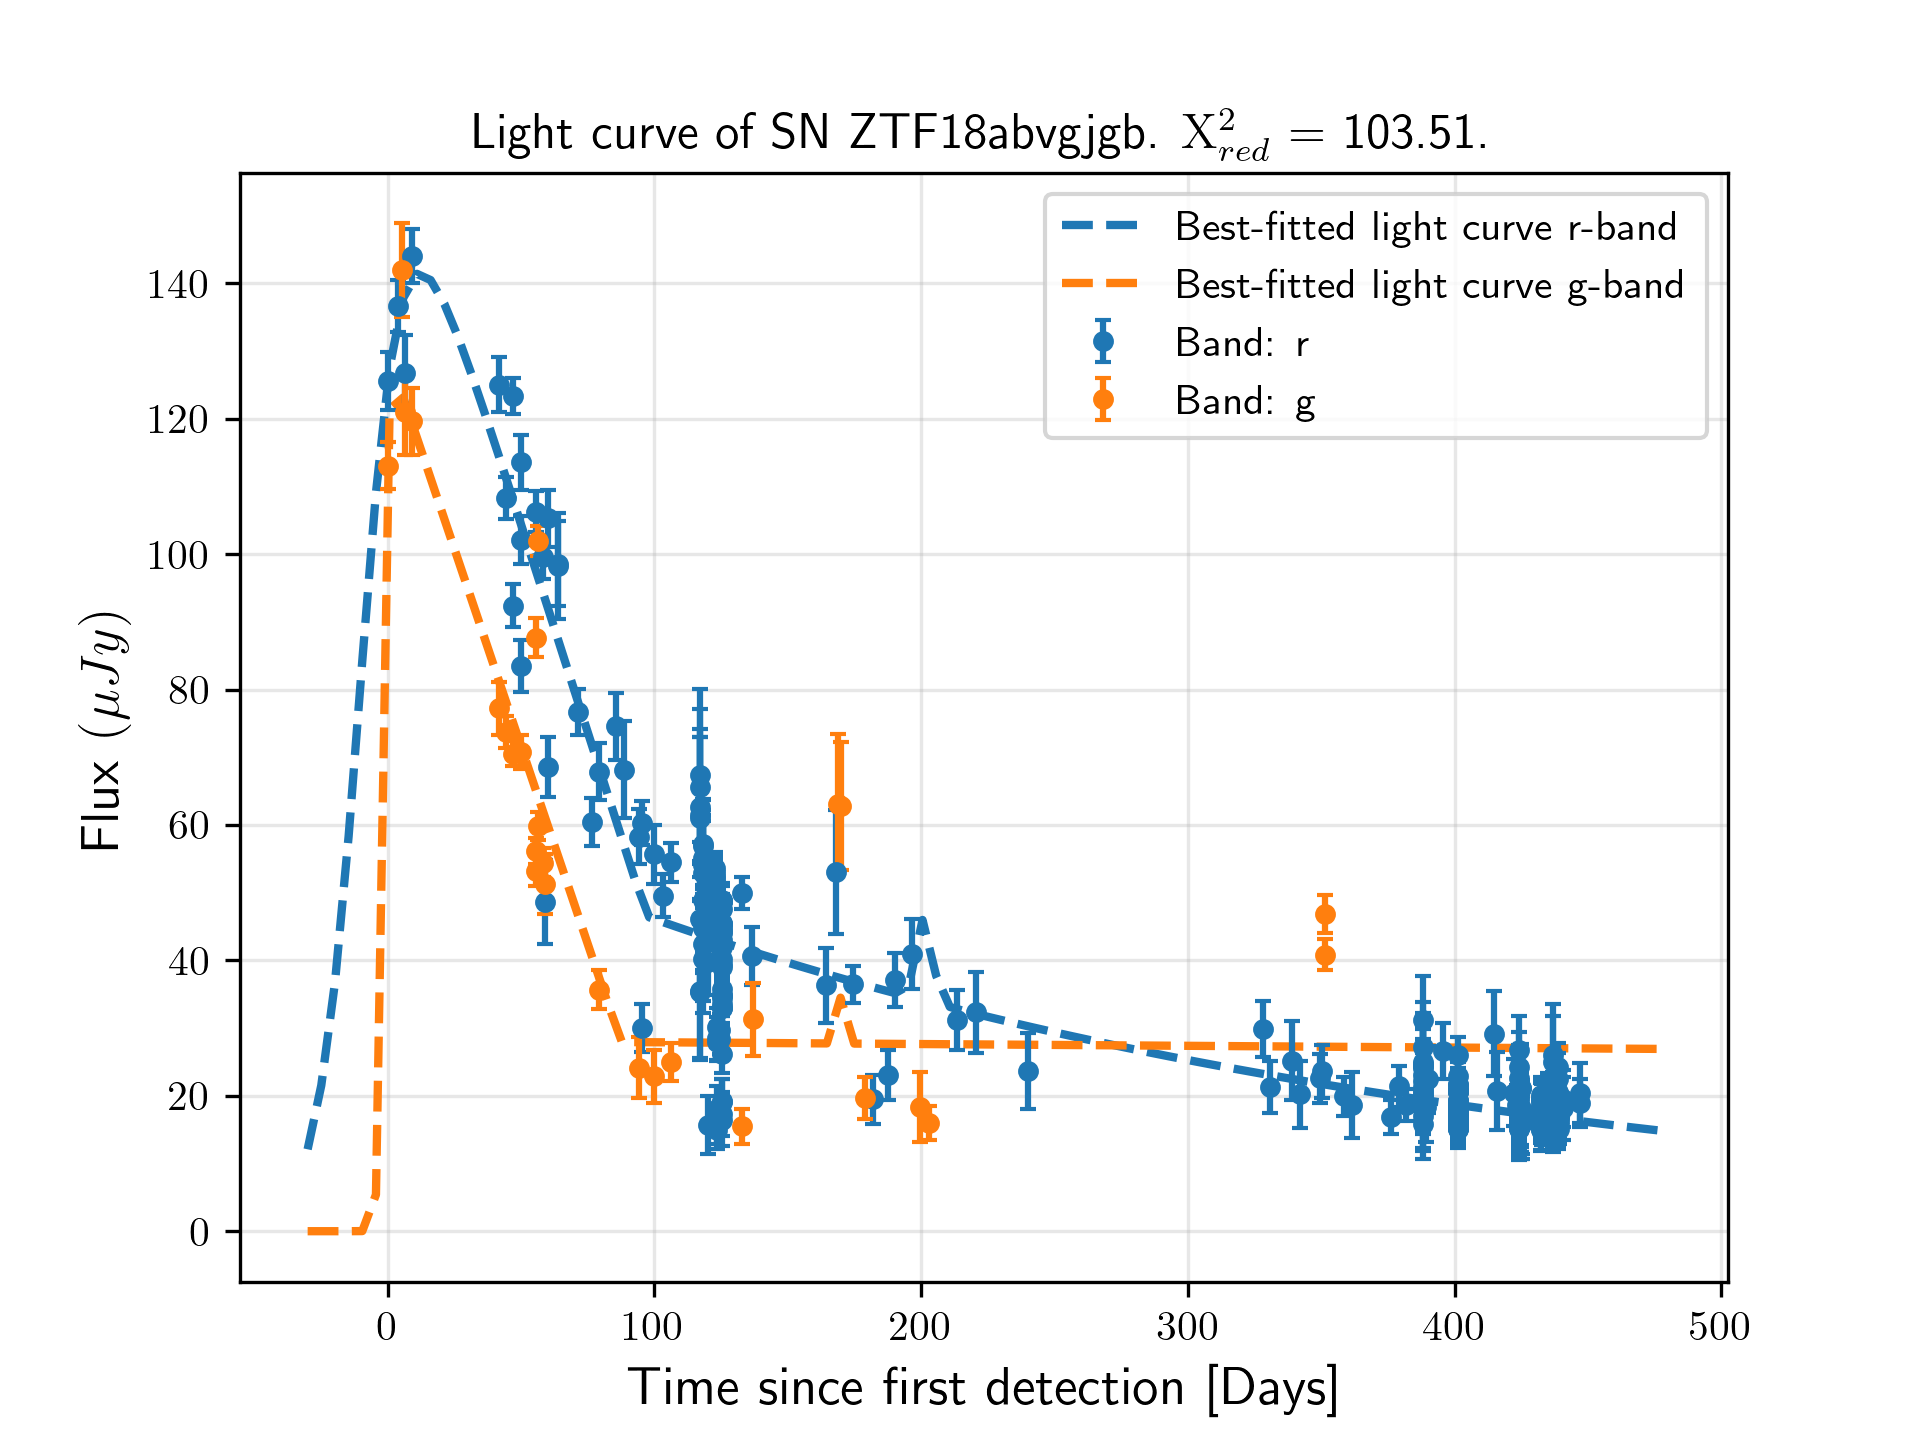 Light curve of SN ZTF18abvgjgb. X²_red = 103.51.
Best-fitted light curve r-band
Best-fitted light curve g-band
Band: r
Band: g
Flux (μJy)
140
120
100
80
60
40
20
0
0 100 200 300 400 500
Time since first detection [Days]